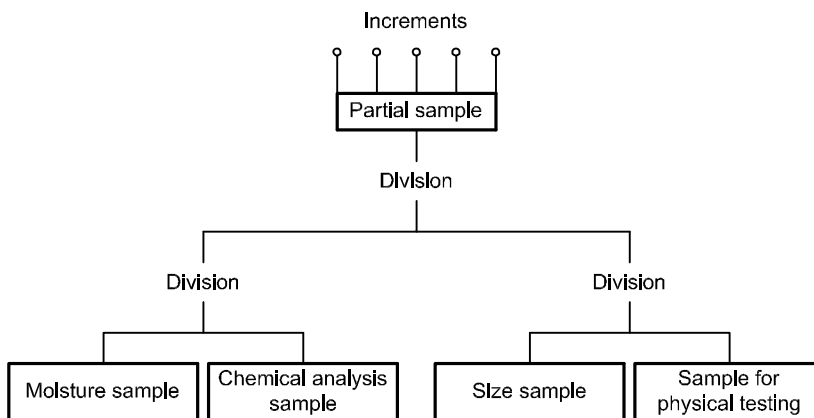 Increments
Partial sample
Division
Division
Division
Moisture sample
Chemical analysis
sample
Size sample
Sample for
physical testing